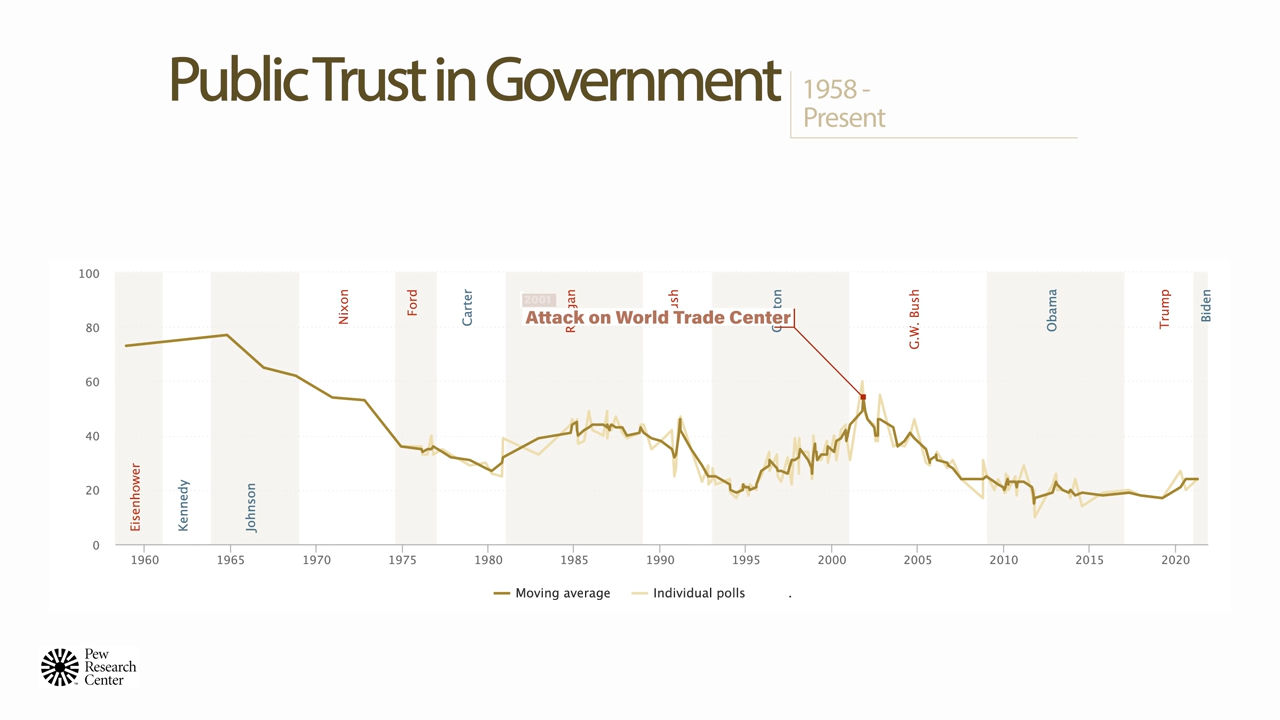 Public Trust in Government
1958 -
Present
100
80
60
40
20
0
Eisenhower
Kennedy
Johnson
Nixon
Ford
Carter
2001
Attack on World Trade Center
G.W. Bush
Obama
Trump
Biden
1960 1965 1970 1975 1980 1985 1990 1995 2000 2005 2010 2015 2020
Moving average Individual polls .
Pew
Research
Center